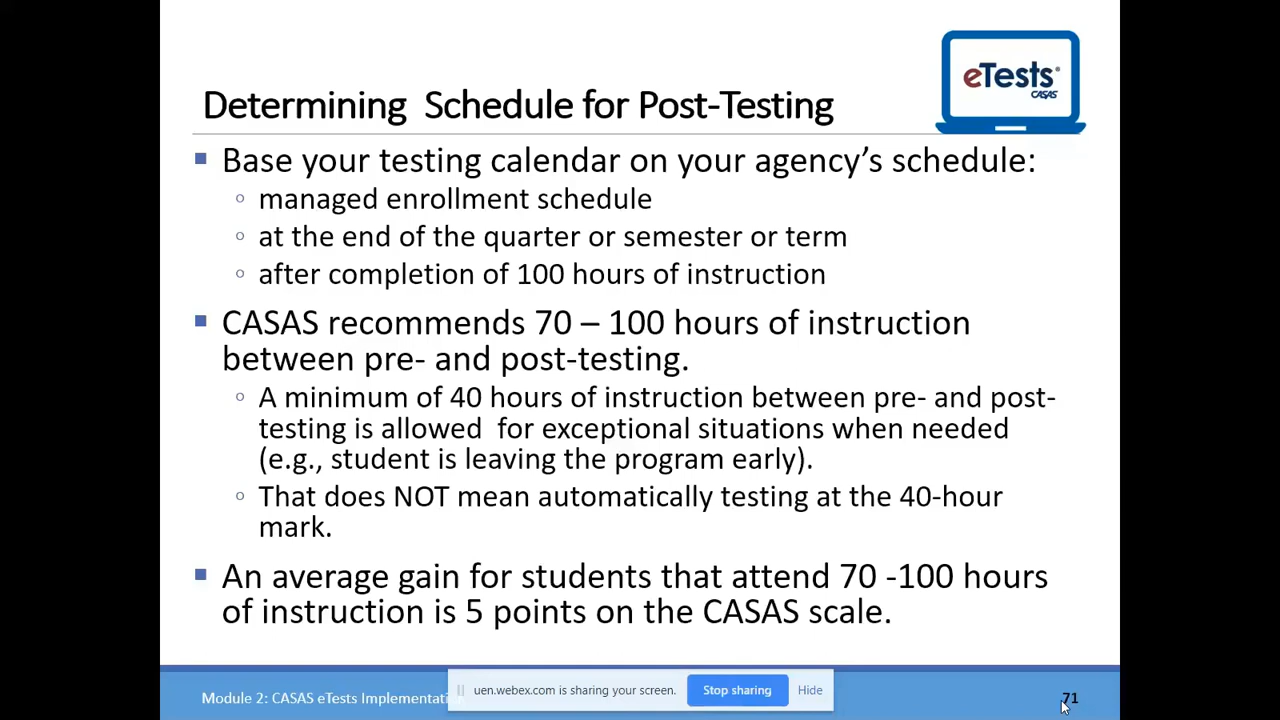 eTests®
CASAS
Determining  Schedule for Post-Testing
Base your testing calendar on your agency’s schedule:
managed enrollment schedule
at the end of the quarter or semester or term
after completion of 100 hours of instruction
CASAS recommends 70 – 100 hours of instruction
between pre- and post-testing.
A minimum of 40 hours of instruction between pre- and post-
testing is allowed  for exceptional situations when needed
(e.g., student is leaving the program early).
That does NOT mean automatically testing at the 40-hour
mark.
An average gain for students that attend 70 -100 hours
of instruction is 5 points on the CASAS scale.
Module 2: CASAS eTests
uen.webex.com is sharing your screen. Stop sharing Hide
71